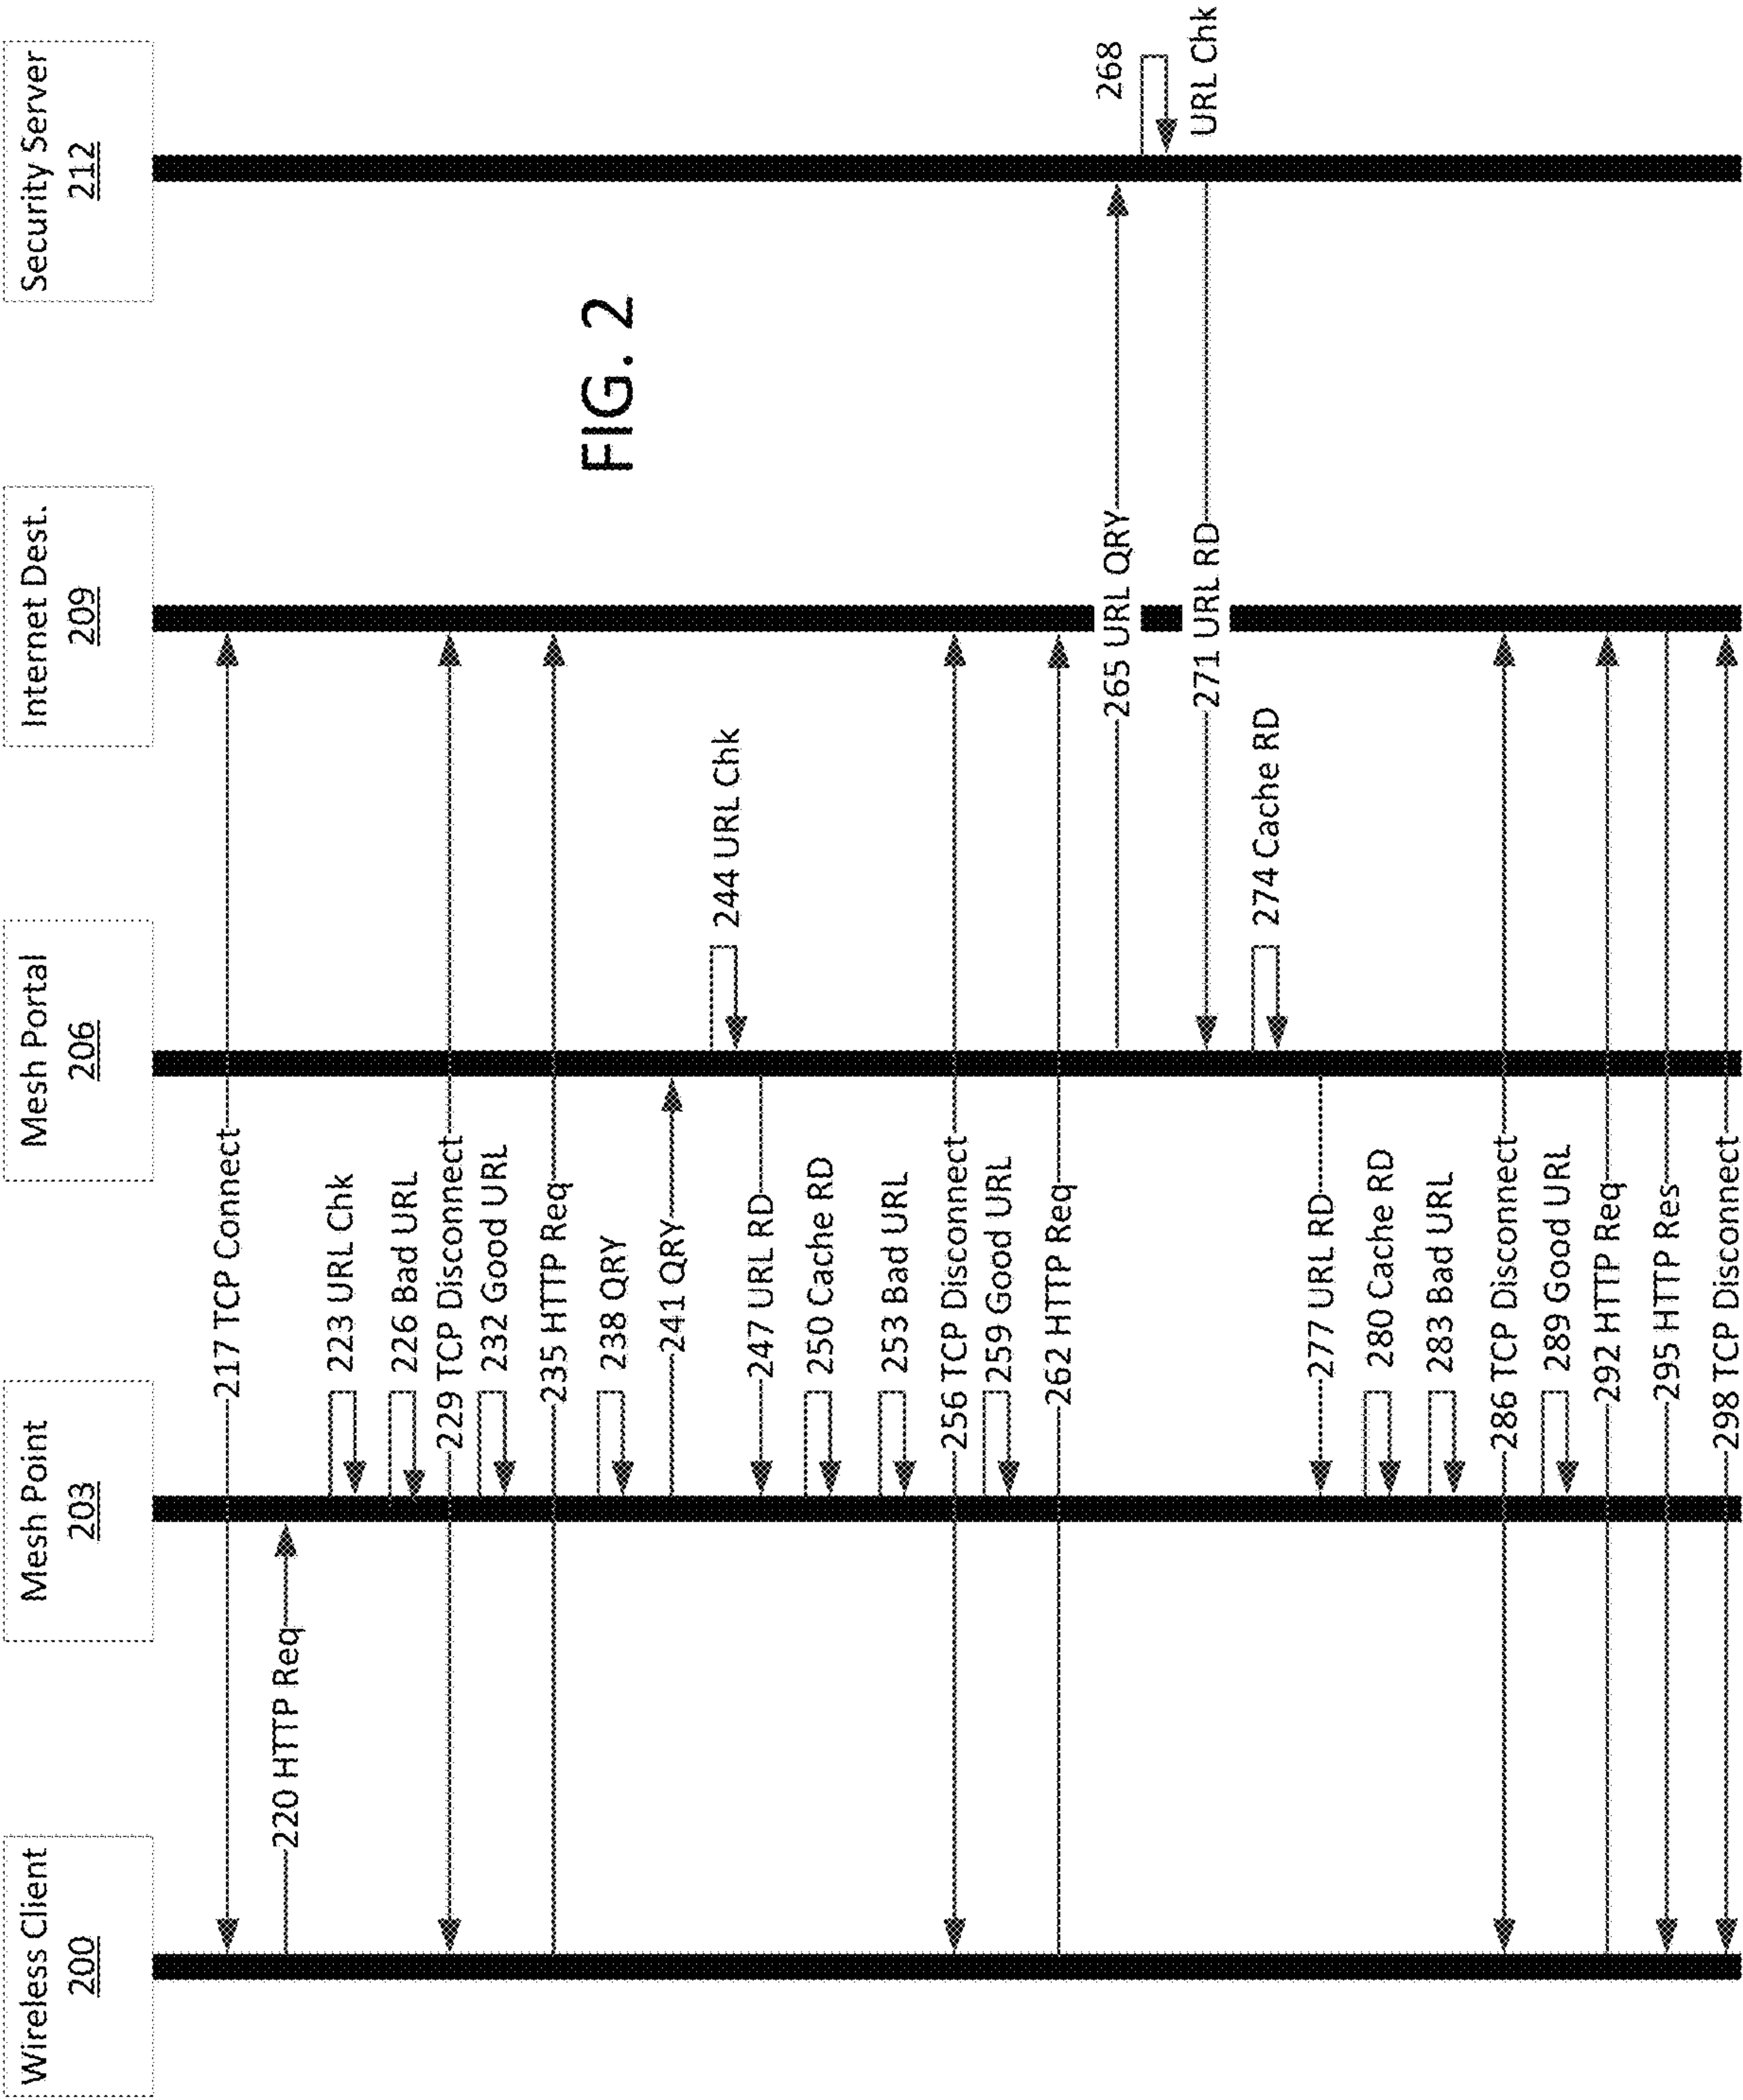 Wireless Client
200
Mesh Point
203
Mesh Portal
206
Internet Dest.
209
Security Server
212
217 TCP Connect
220 HTTP Req
223 URL Chk
226 Bad URL
229 TCP Disconnect
232 Good URL
235 HTTP Req
238 QRY
241 QRY
244 URL Chk
247 URL RD
250 Cache RD
253 Bad URL
256 TCP Disconnect
259 Good URL
262 HTTP Req
265 URL QRY
268
URL Chk
271 URL RD
274 Cache RD
277 URL RD
280 Cache RD
283 Bad URL
286 TCP Disconnect
289 Good URL
292 HTTP Req
295 HTTP Res
298 TCP Disconnect
FIG. 2